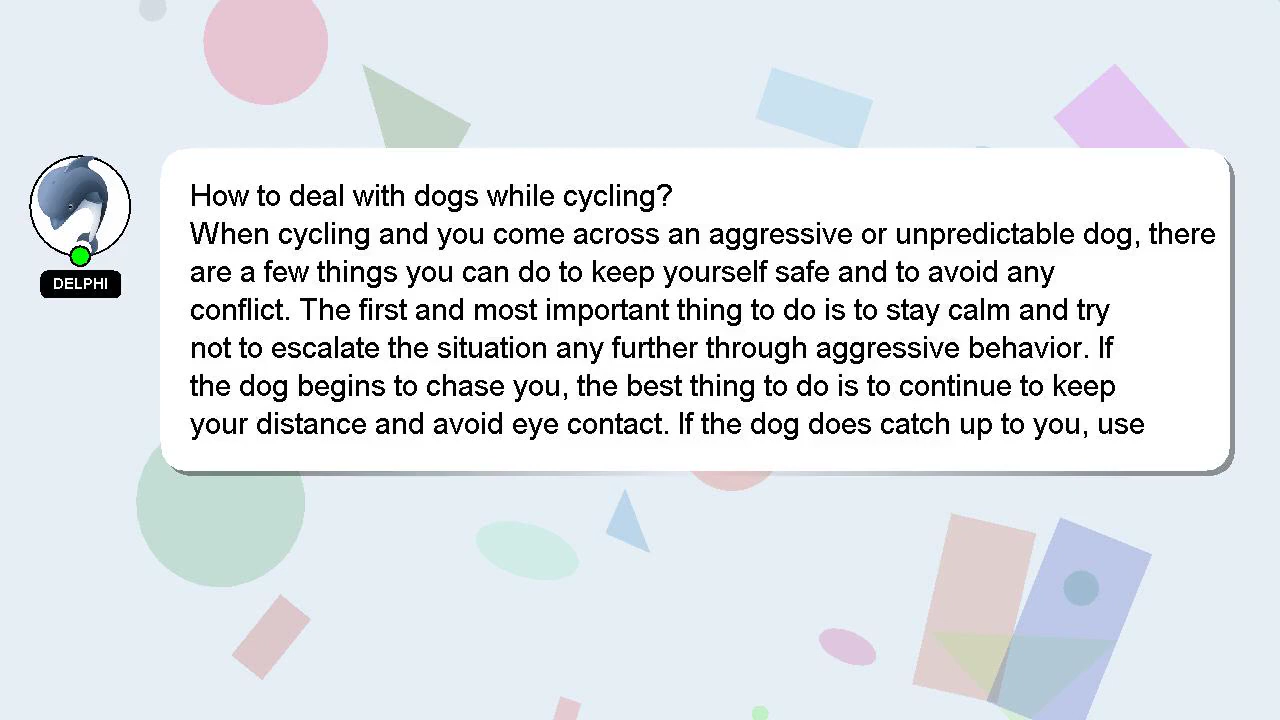 DELPHI
How to deal with dogs while cycling?
When cycling and you come across an aggressive or unpredictable dog, there
are a few things you can do to keep yourself safe and to avoid any
conflict. The first and most important thing to do is to stay calm and try
not to escalate the situation any further through aggressive behavior. If
the dog begins to chase you, the best thing to do is to continue to keep
your distance and avoid eye contact. If the dog does catch up to you, use